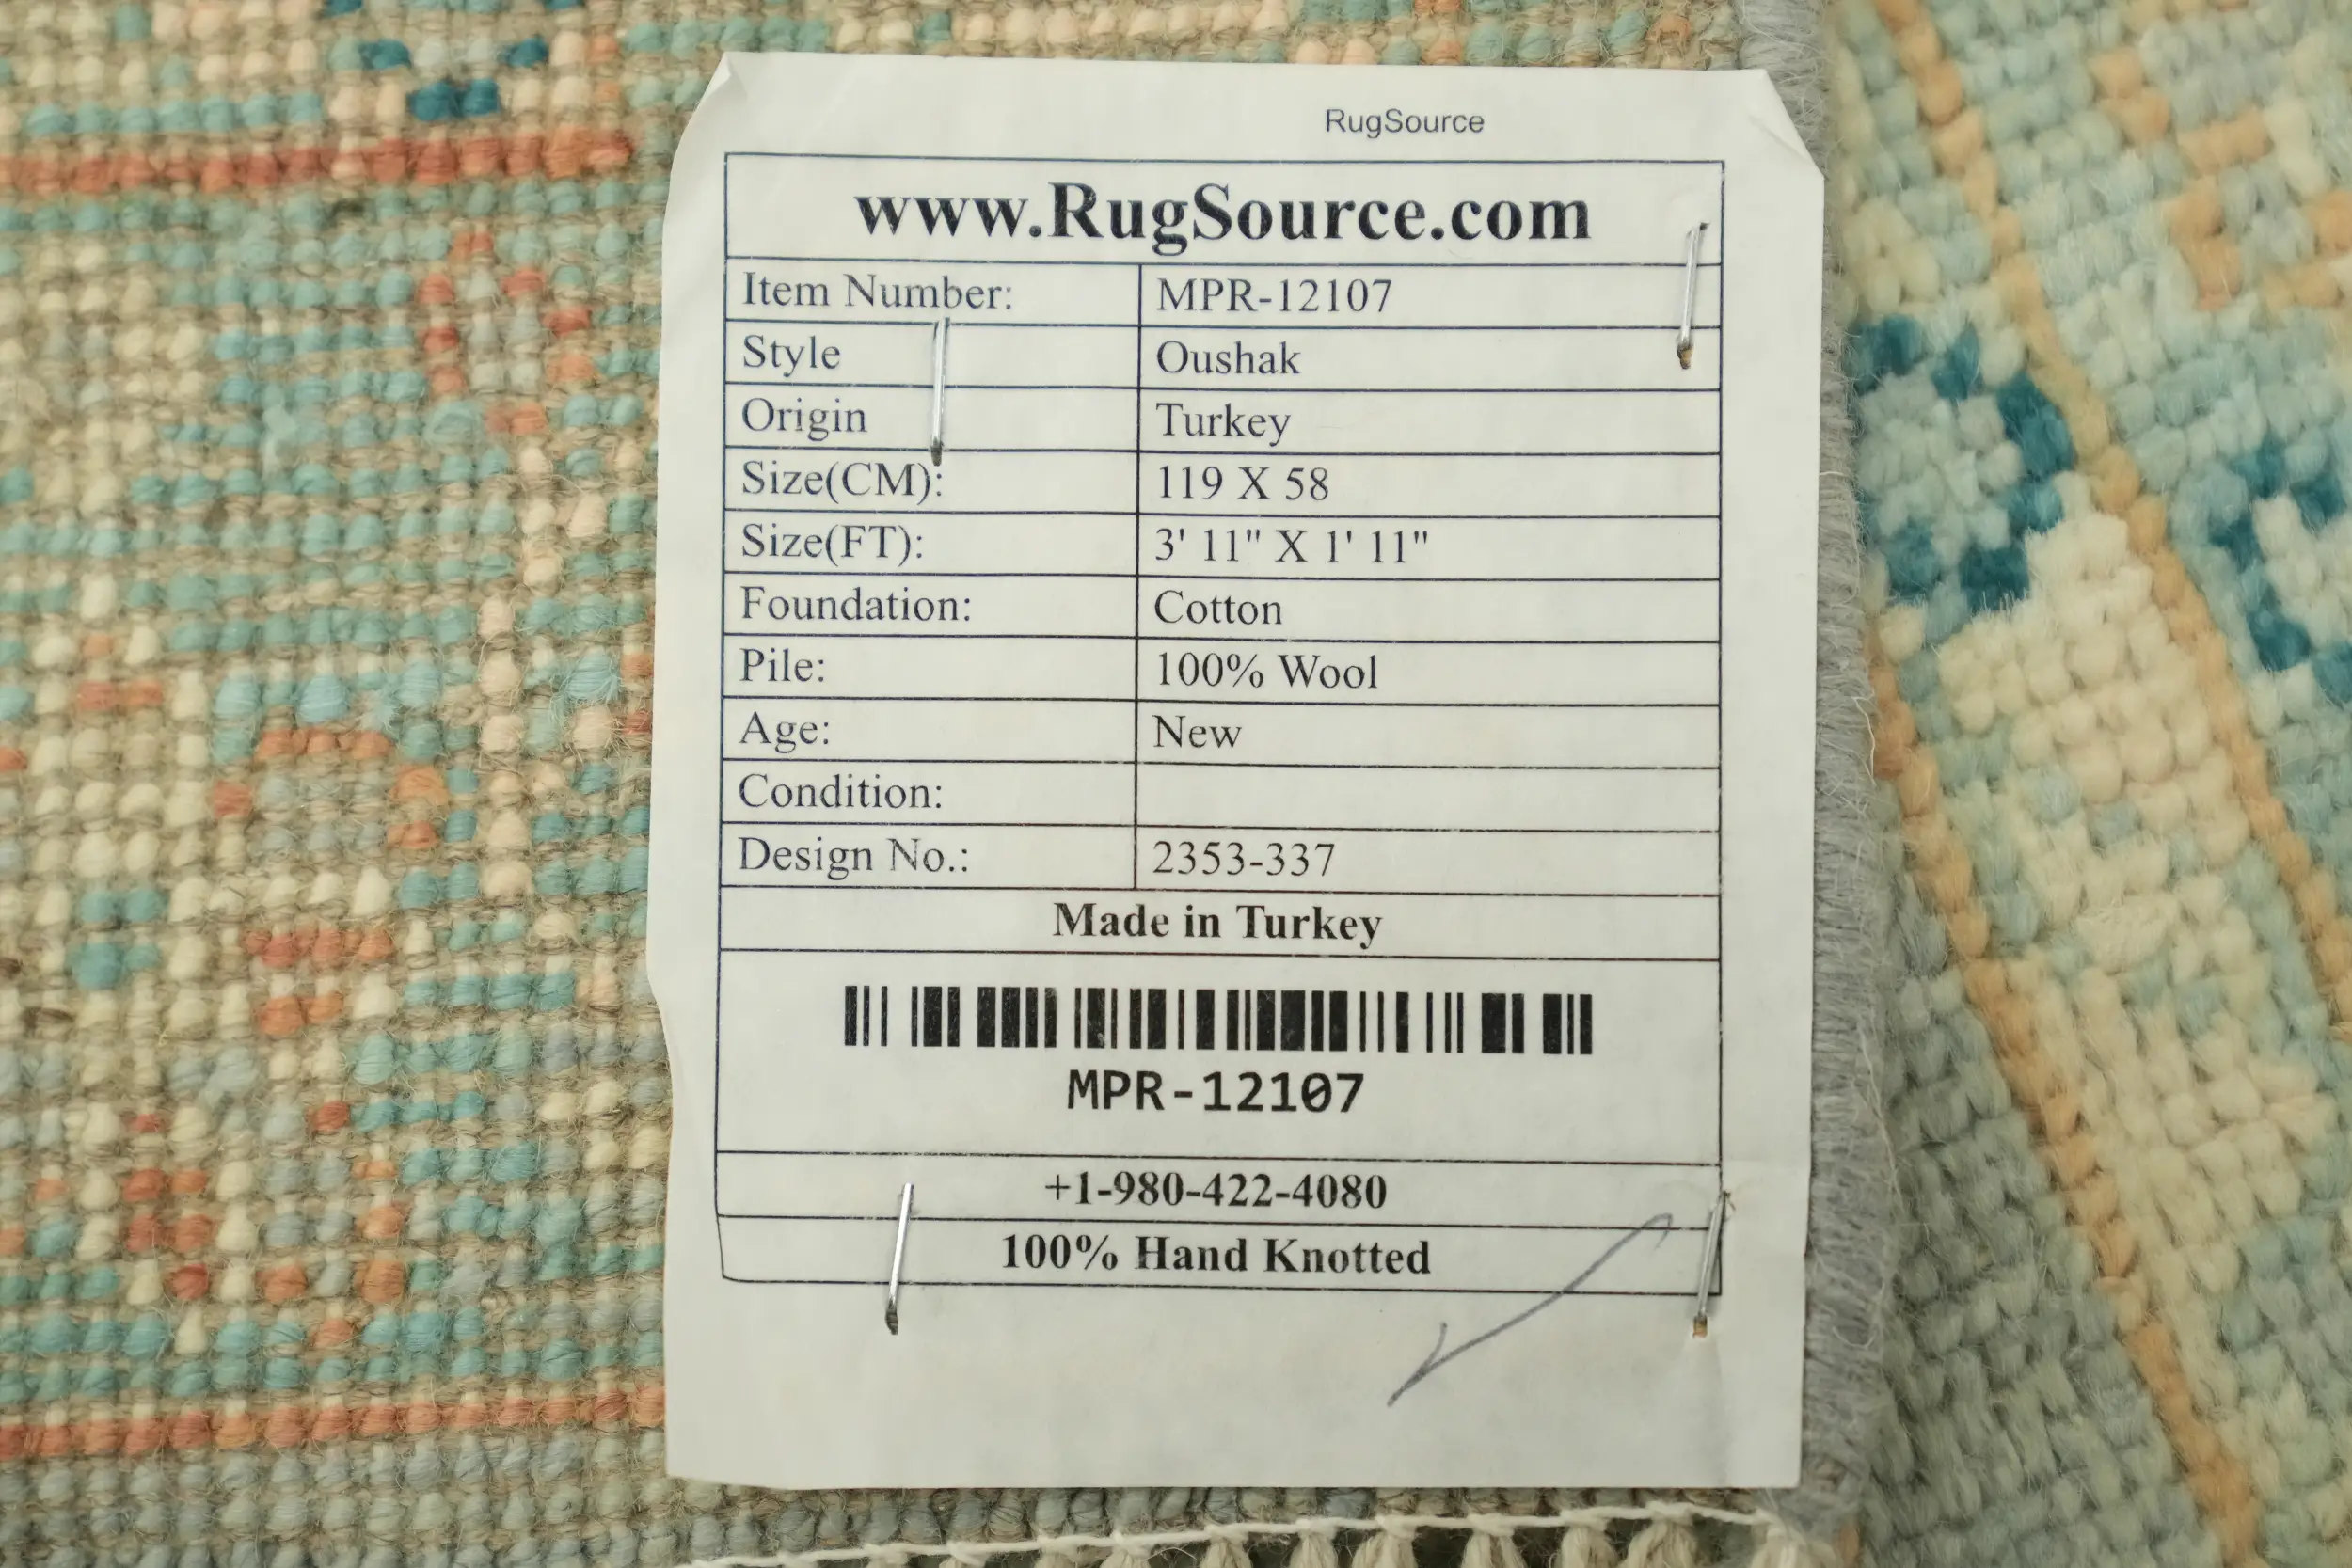 RugSource
www.RugSource.com
Item Number: MPR-12107
Style Oushak
Origin Turkey
Size(CM): 119 X 58
Size(FT): 3' 11" X 1' 11"
Foundation: Cotton
Pile: 100% Wool
Age: New
Condition:
Design No.: 2353-337
Made in Turkey
MPR-12107
+1-980-422-4080
100% Hand Knotted